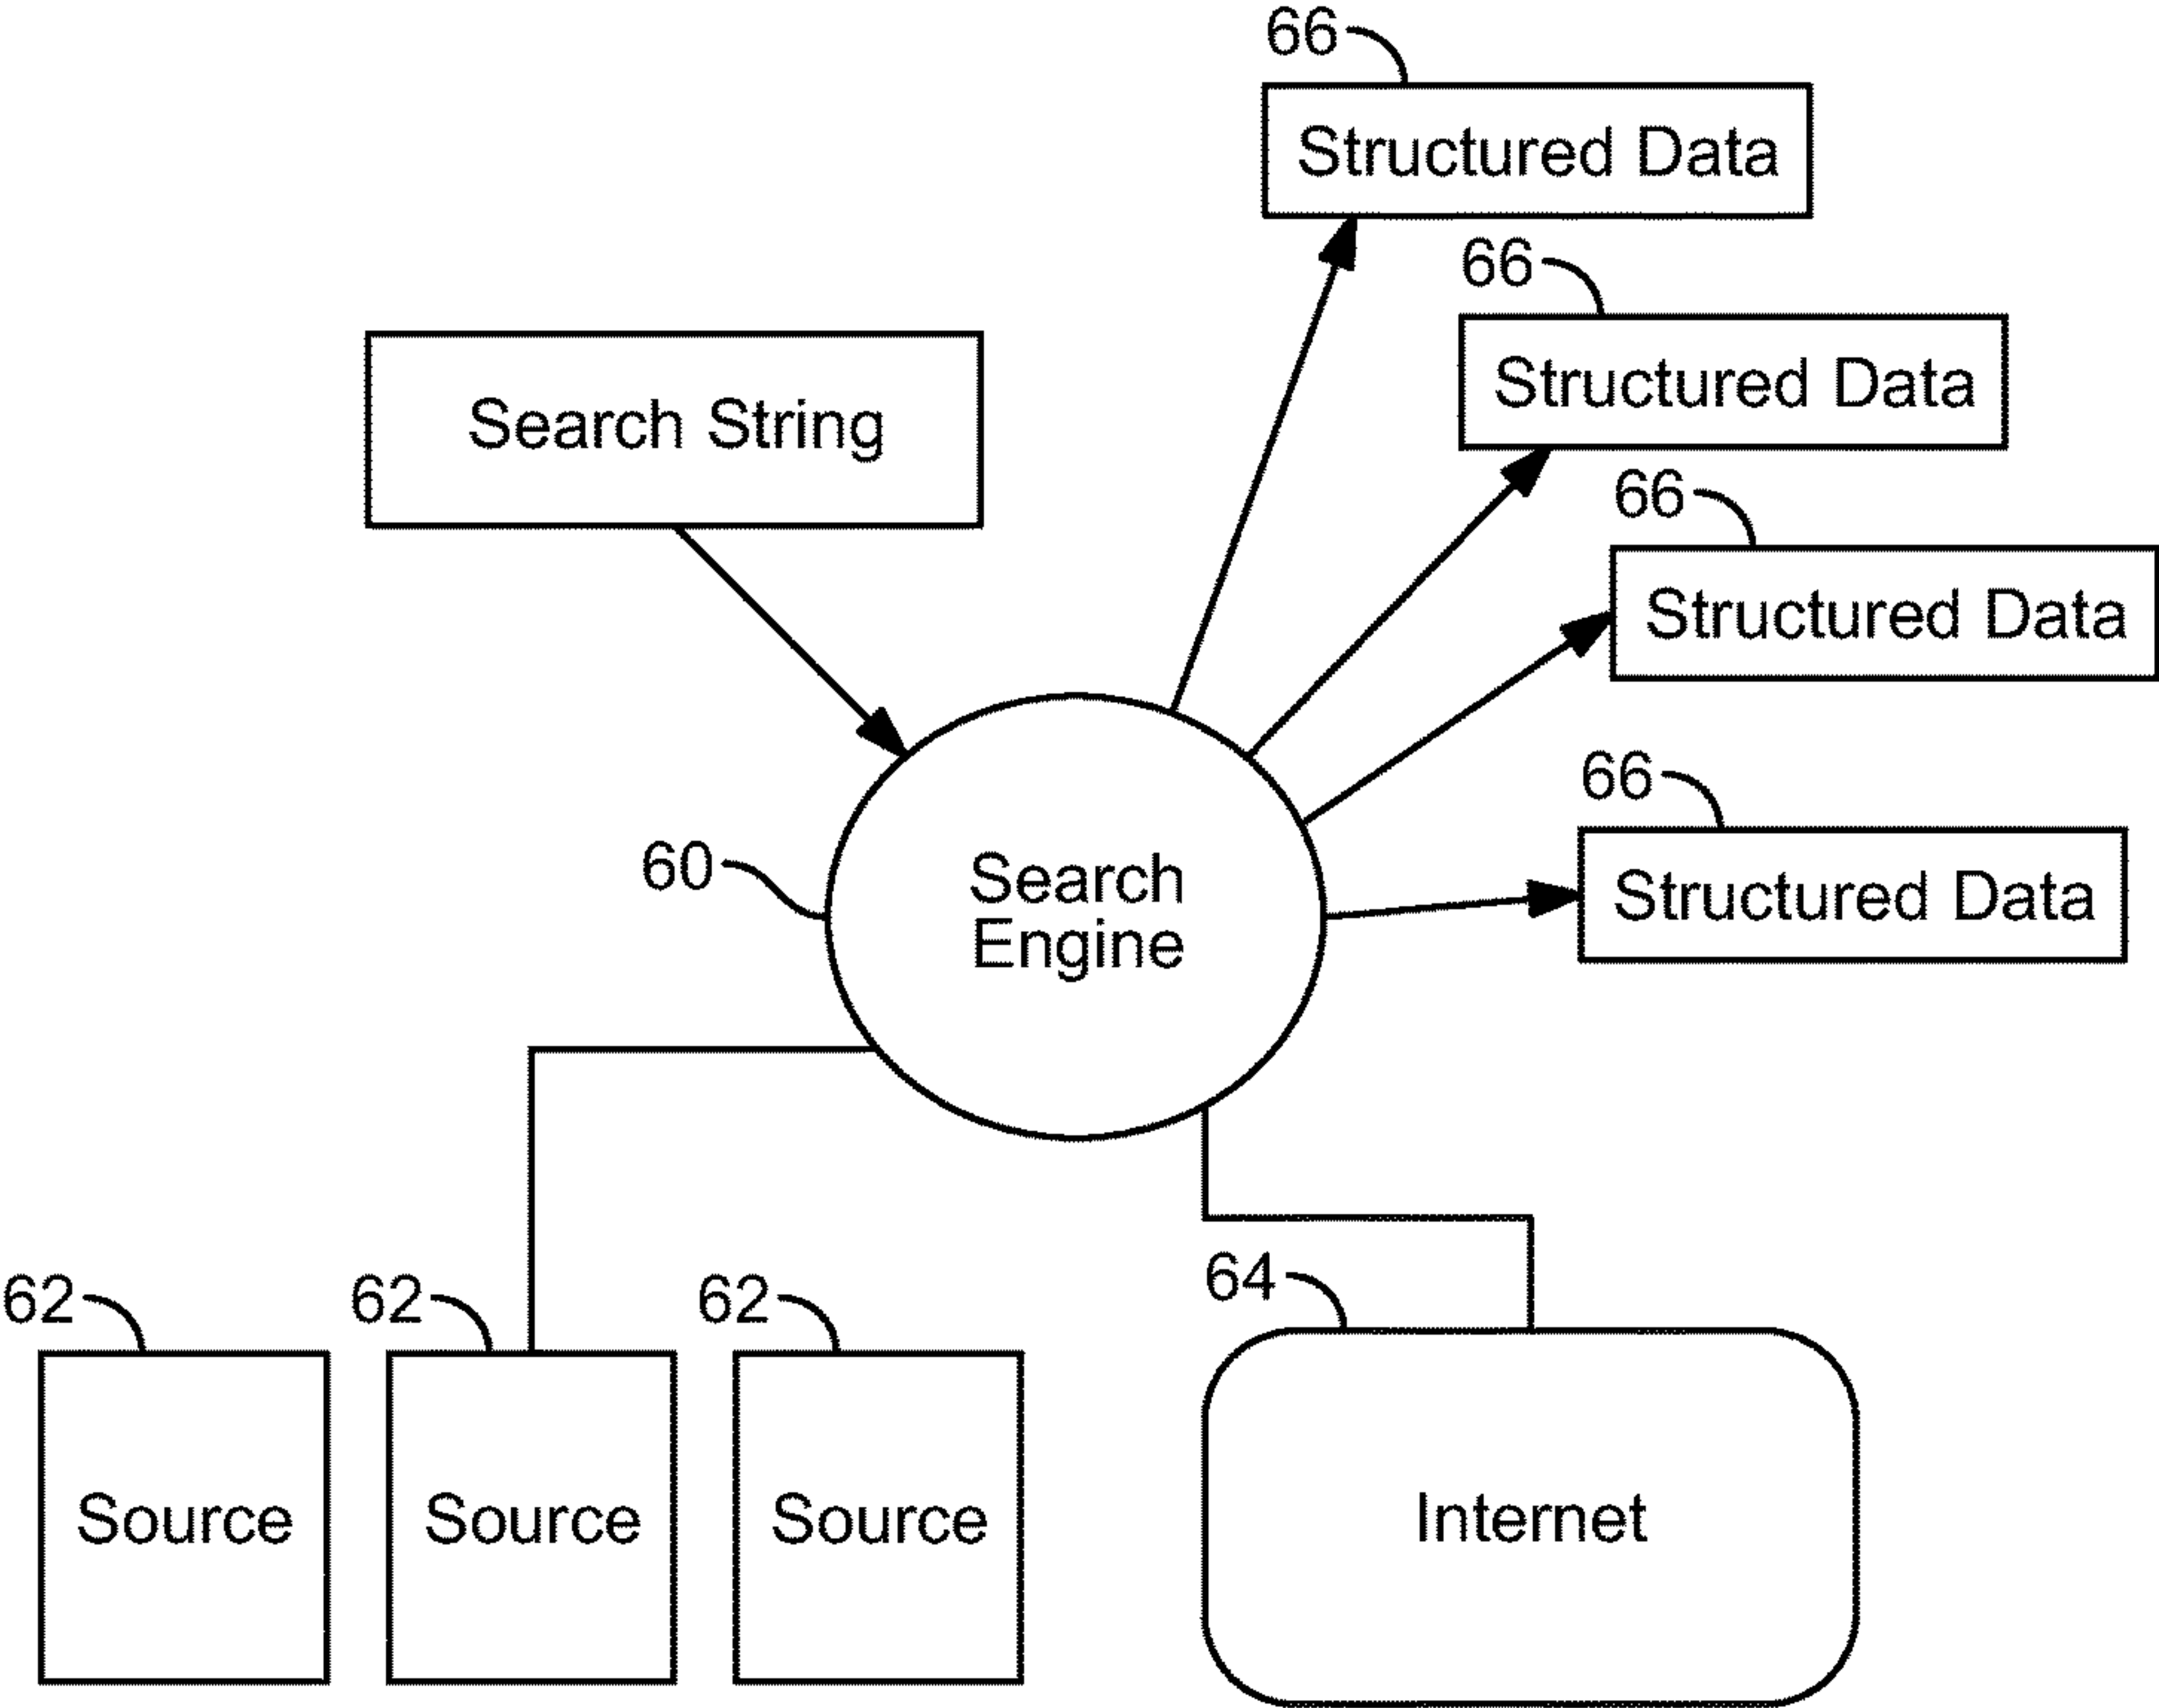 66
Structured Data
66
Structured Data
Search String
66
Structured Data
66
Structured Data
60
Search
Engine
62
62
62
64
Source
Source
Source
Internet